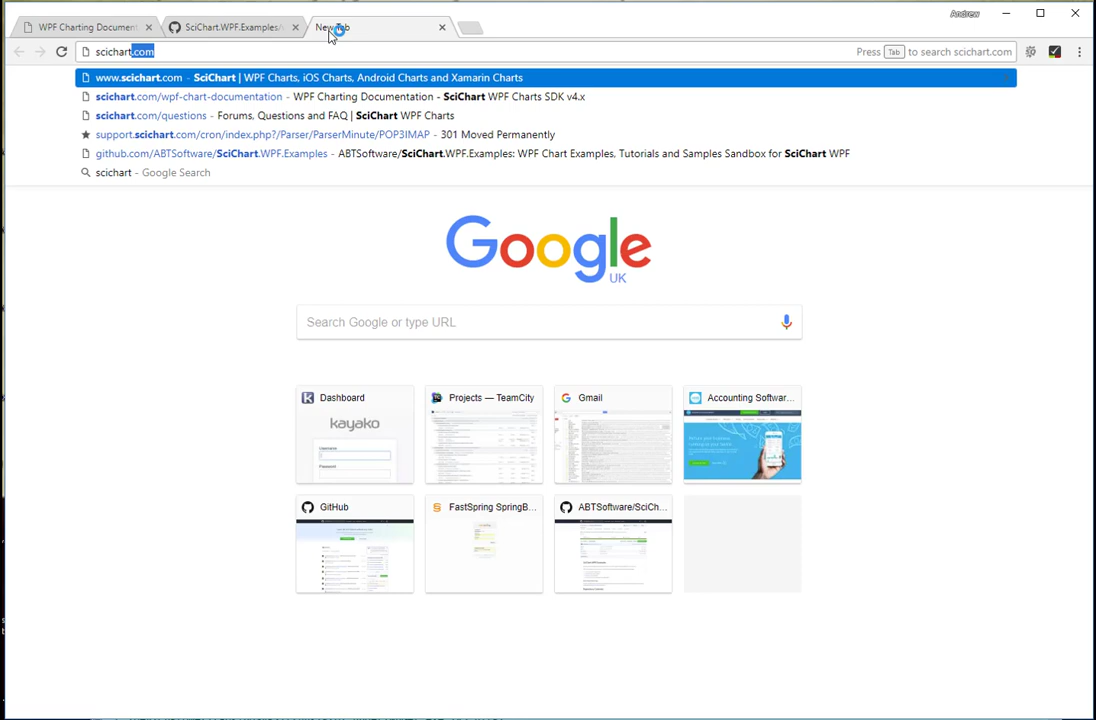 Andrew
WPF Charting Document
SciChart.WPF.Examples/
New Tab
scichart.com
Press Tab to search scichart.com
www.scichart.com - SciChart | WPF Charts, iOS Charts, Android Charts and Xamarin Charts
scichart.com/wpf-chart-documentation - WPF Charting Documentation - SciChart WPF Charts SDK v4.x
scichart.com/questions - Forums, Questions and FAQ | SciChart WPF Charts
support.scichart.com/cron/index.php?/Parser/ParserMinute/POP3IMAP - 301 Moved Permanently
github.com/ABTSoftware/SciChart.WPF.Examples - ABTSoftware/SciChart.WPF.Examples: WPF Chart Examples, Tutorials and Samples Sandbox for SciChart WPF
scichart - Google Search
Google
UK
Search Google or type URL
Dashboard
Projects — TeamCity
Gmail
Accounting Softwar...
kayako
Username
Password
GitHub
FastSpring SpringB...
ABTSoftware/SciCh...